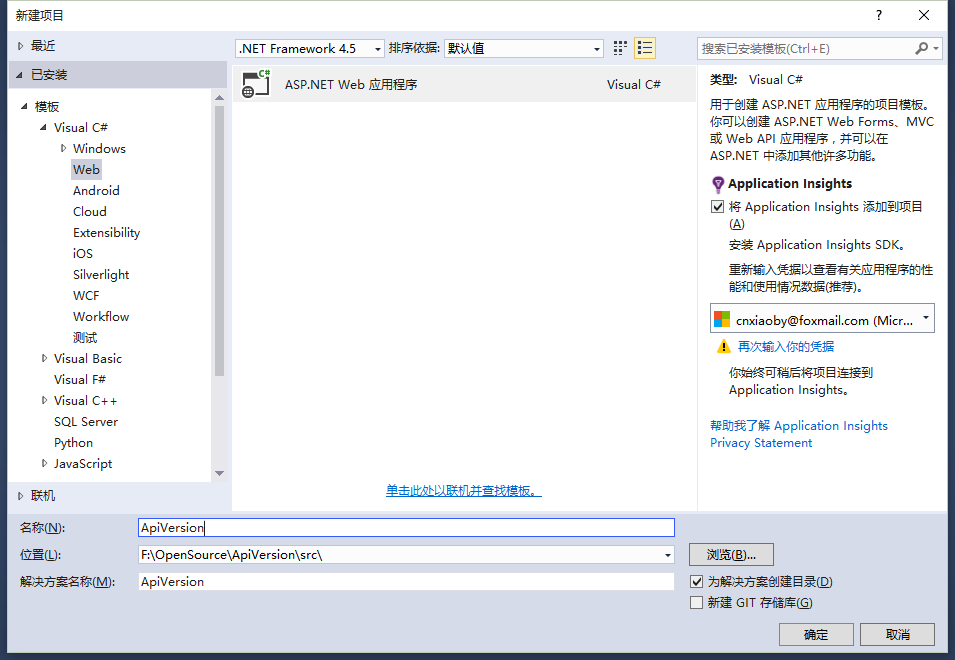 新建项目
?
最近
.NET Framework 4.5
排序依据:
默认值
搜索已安装模板(Ctrl+E)
已安装
模板
Visual C#
Windows
Web
Android
Cloud
Extensibility
iOS
Silverlight
WCF
Workflow
测试
Visual Basic
Visual F#
Visual C++
SQL Server
Python
JavaScript
联机
C#
ASP.NET Web 应用程序
Visual C#
单击此处以联机并查找模板。
类型: Visual C#
用于创建 ASP.NET 应用程序的项目模板。
你可以创建 ASP.NET Web Forms、MVC
或 Web API 应用程序，并可以在
ASP.NET 中添加其他许多功能。
Application Insights
将 Application Insights 添加到项目
(A)
安装 Application Insights SDK。
重新输入凭据以查看有关应用程序的性
能和使用情况数据(推荐)。
cnxiaoby@foxmail.com (Micr...
再次输入你的凭据
你始终可稍后将项目连接到
Application Insights。
帮助我了解 Application Insights
Privacy Statement
名称(N):
ApiVersion
位置(L):
F:\OpenSource\ApiVersion\src\
浏览(B)...
解决方案名称(M):
ApiVersion
为解决方案创建目录(D)
新建 GIT 存储库(G)
确定
取消